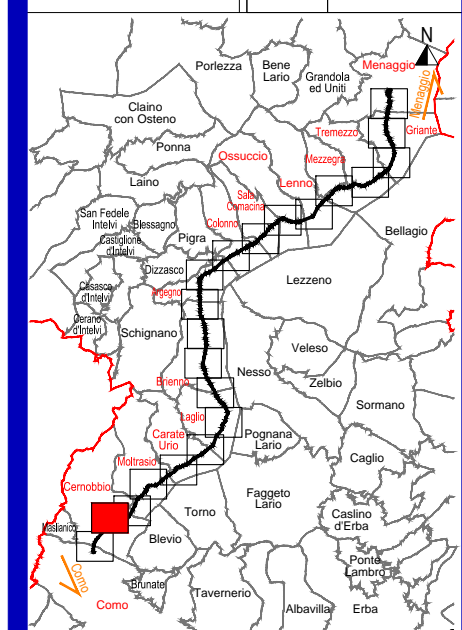 N
Porlezza
Bene
Lario
Grandola
ed Uniti
Menaggio
Menaggio
Claino
con Osteno
Tremezzo
Griante
Ponna
Ossuccio
Mezzegra
Laino
Lenno
Sala
Comacina
San Fedele
Intelvi
Blessagno
Colonno
Castiglione
d'Intelvi
Pigra
Bellagio
Dizzasco
Lezzeno
Casasco
d'Intelvi
Argegno
Cerano
d'Intelvi
Schignano
Veleso
Nesso
Zelbio
Brienno
Sormano
Laglio
Carate
Urio
Pognana
Lario
Caglio
Moltrasio
Cernobbio
Faggeto
Lario
Torno
Caslino
d'Erba
Maslianico
Blevio
Ponte
Lambro
Como
Brunate
Tavernerio
Como
Albavilla
Erba